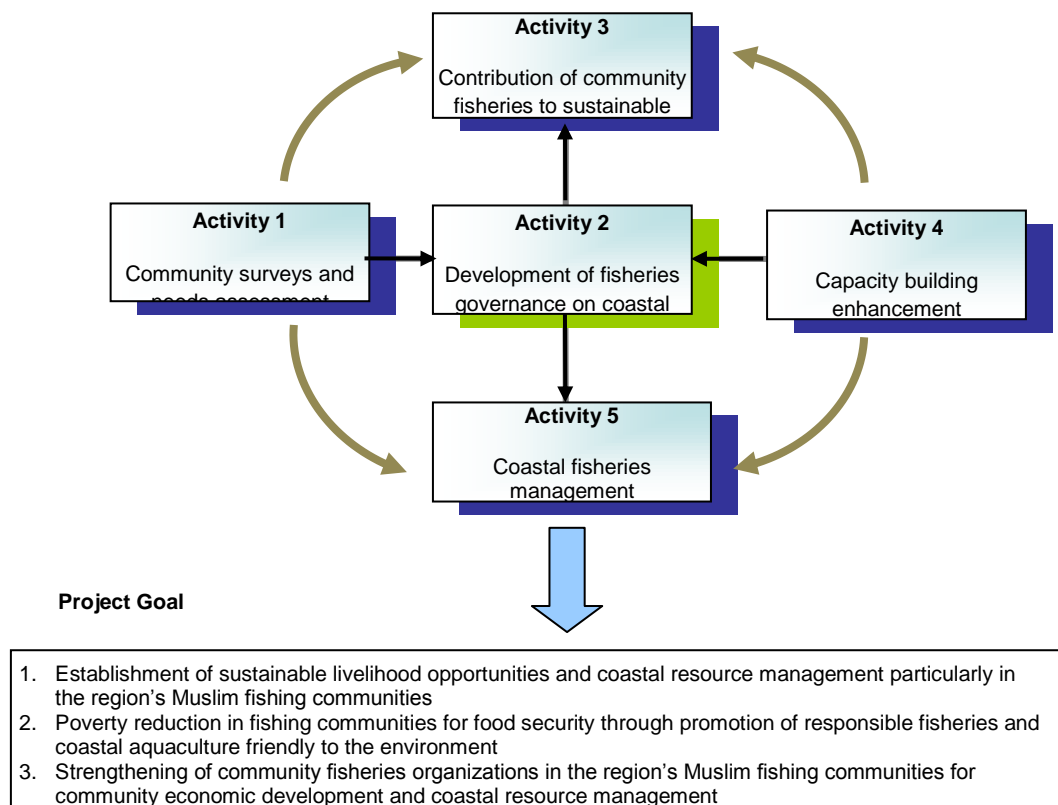 Activity 3
Contribution of community
fisheries to sustainable
Activity 1
Community surveys and
needs assessment
Activity 2
Development of fisheries
governance on coastal
Activity 4
Capacity building
enhancement
Activity 5
Coastal fisheries
management
Project Goal
1. Establishment of sustainable livelihood opportunities and coastal resource management particularly in
the region's Muslim fishing communities
2. Poverty reduction in fishing communities for food security through promotion of responsible fisheries and
coastal aquaculture friendly to the environment
3. Strengthening of community fisheries organizations in the region's Muslim fishing communities for
community economic development and coastal resource management